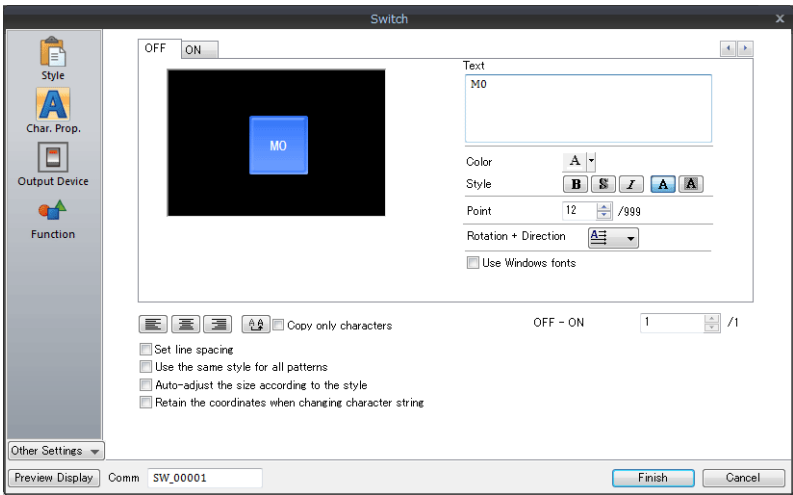 Switch
x
Style
Char. Prop.
Output Device
Function
OFF
ON
M0
Text
M0
Color
A
Style
B S I A A
Point
12
/999
Rotation + Direction
A
Use Windows fonts
A A
Copy only characters
OFF - ON
1
/1
Set line spacing
Use the same style for all patterns
Auto-adjust the size according to the style
Retain the coordinates when changing character string
Other Settings
Preview Display
Comm
SW_00001
Finish
Cancel